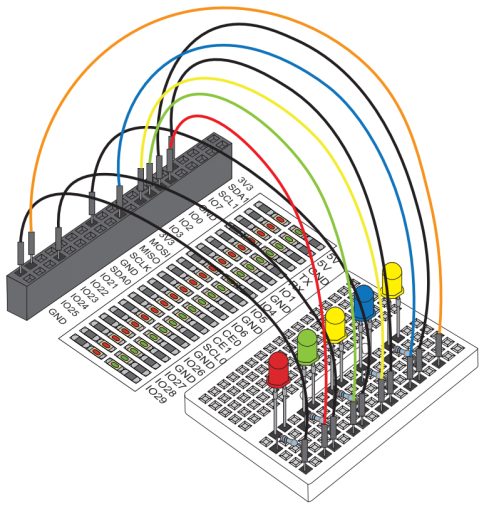 3V3
SDA1
SCL1
IO7
GND
IO0
IO2
IO3
3V3
MOSI
MISO
SCLK
GND
SDA0
IO21
IO22
IO23
IO24
IO25
GND
5V
5V
GND
TX
IO1
GND
IO4
IO5
GND
IO6
CE0
CE1
SCL0
GND
IO26
GND
IO27
IO28
IO29